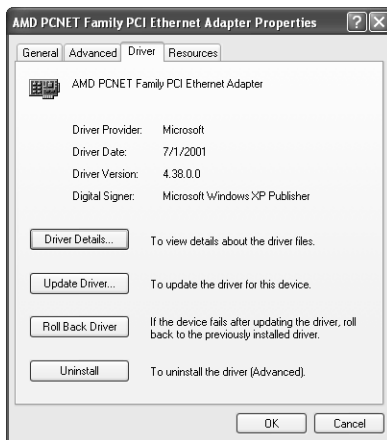 AMD PCNET Family PCI Ethernet Adapter Properties
General Advanced Driver Resources
AMD PCNET Family PCI Ethernet Adapter
Driver Provider: Microsoft
Driver Date: 7/1/2001
Driver Version: 4.38.0.0
Digital Signer: Microsoft Windows XP Publisher
Driver Details... To view details about the driver files.
Update Driver... To update the driver for this device.
Roll Back Driver If the device fails after updating the driver, roll
back to the previously installed driver.
Uninstall To uninstall the driver (Advanced).
OK Cancel